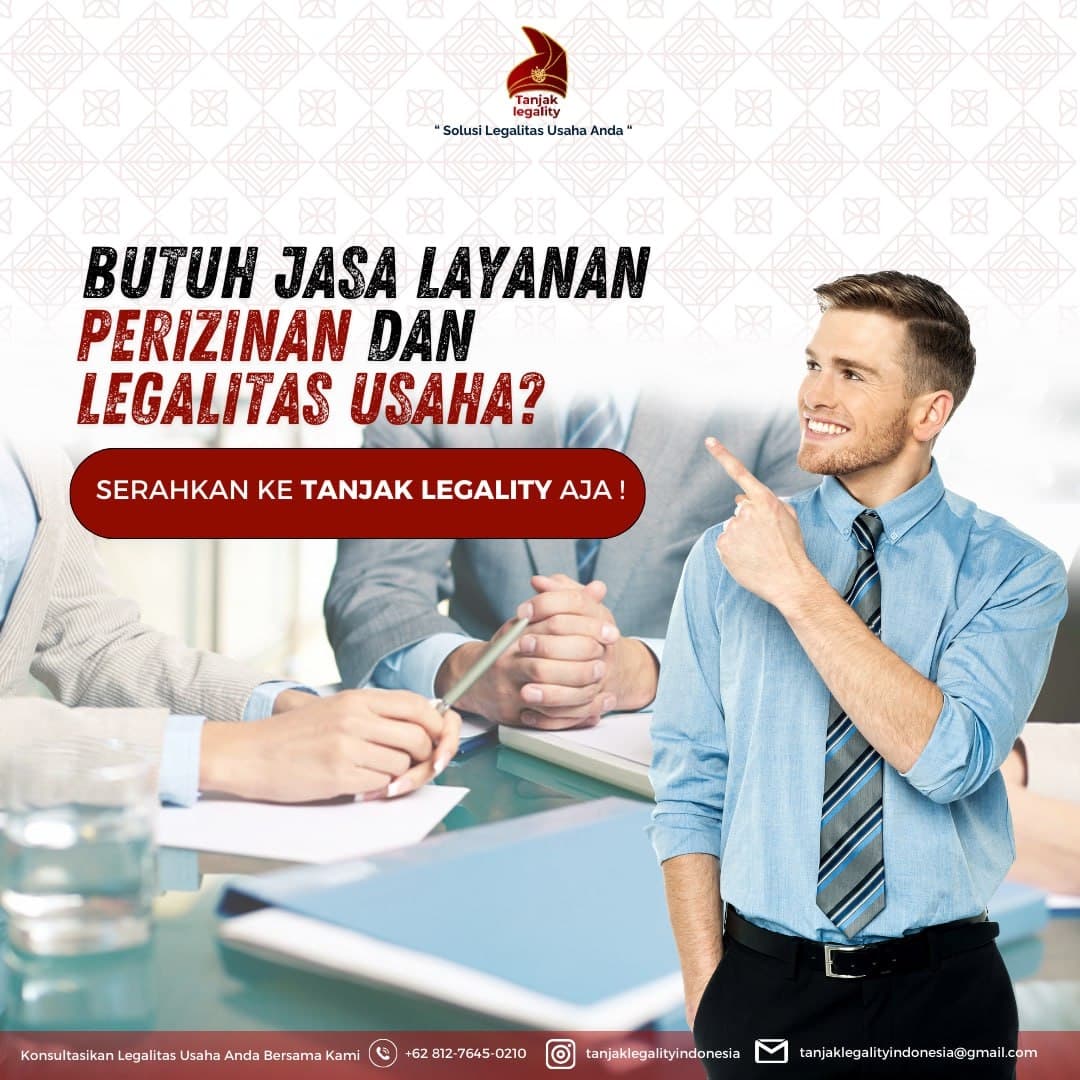 Tanjak
legality
“ Solusi Legalitas Usaha Anda “
BUTUH JASA LAYANAN
PERIZINAN DAN
LEGALITAS USAHA?
SERAHKAN KE TANJAK LEGALITY AJA !
Konsultasikan Legalitas Usaha Anda Bersama Kami +62 812-7645-0210 tanjaklegalityindonesia tanjaklegalityindonesia@gmail.com